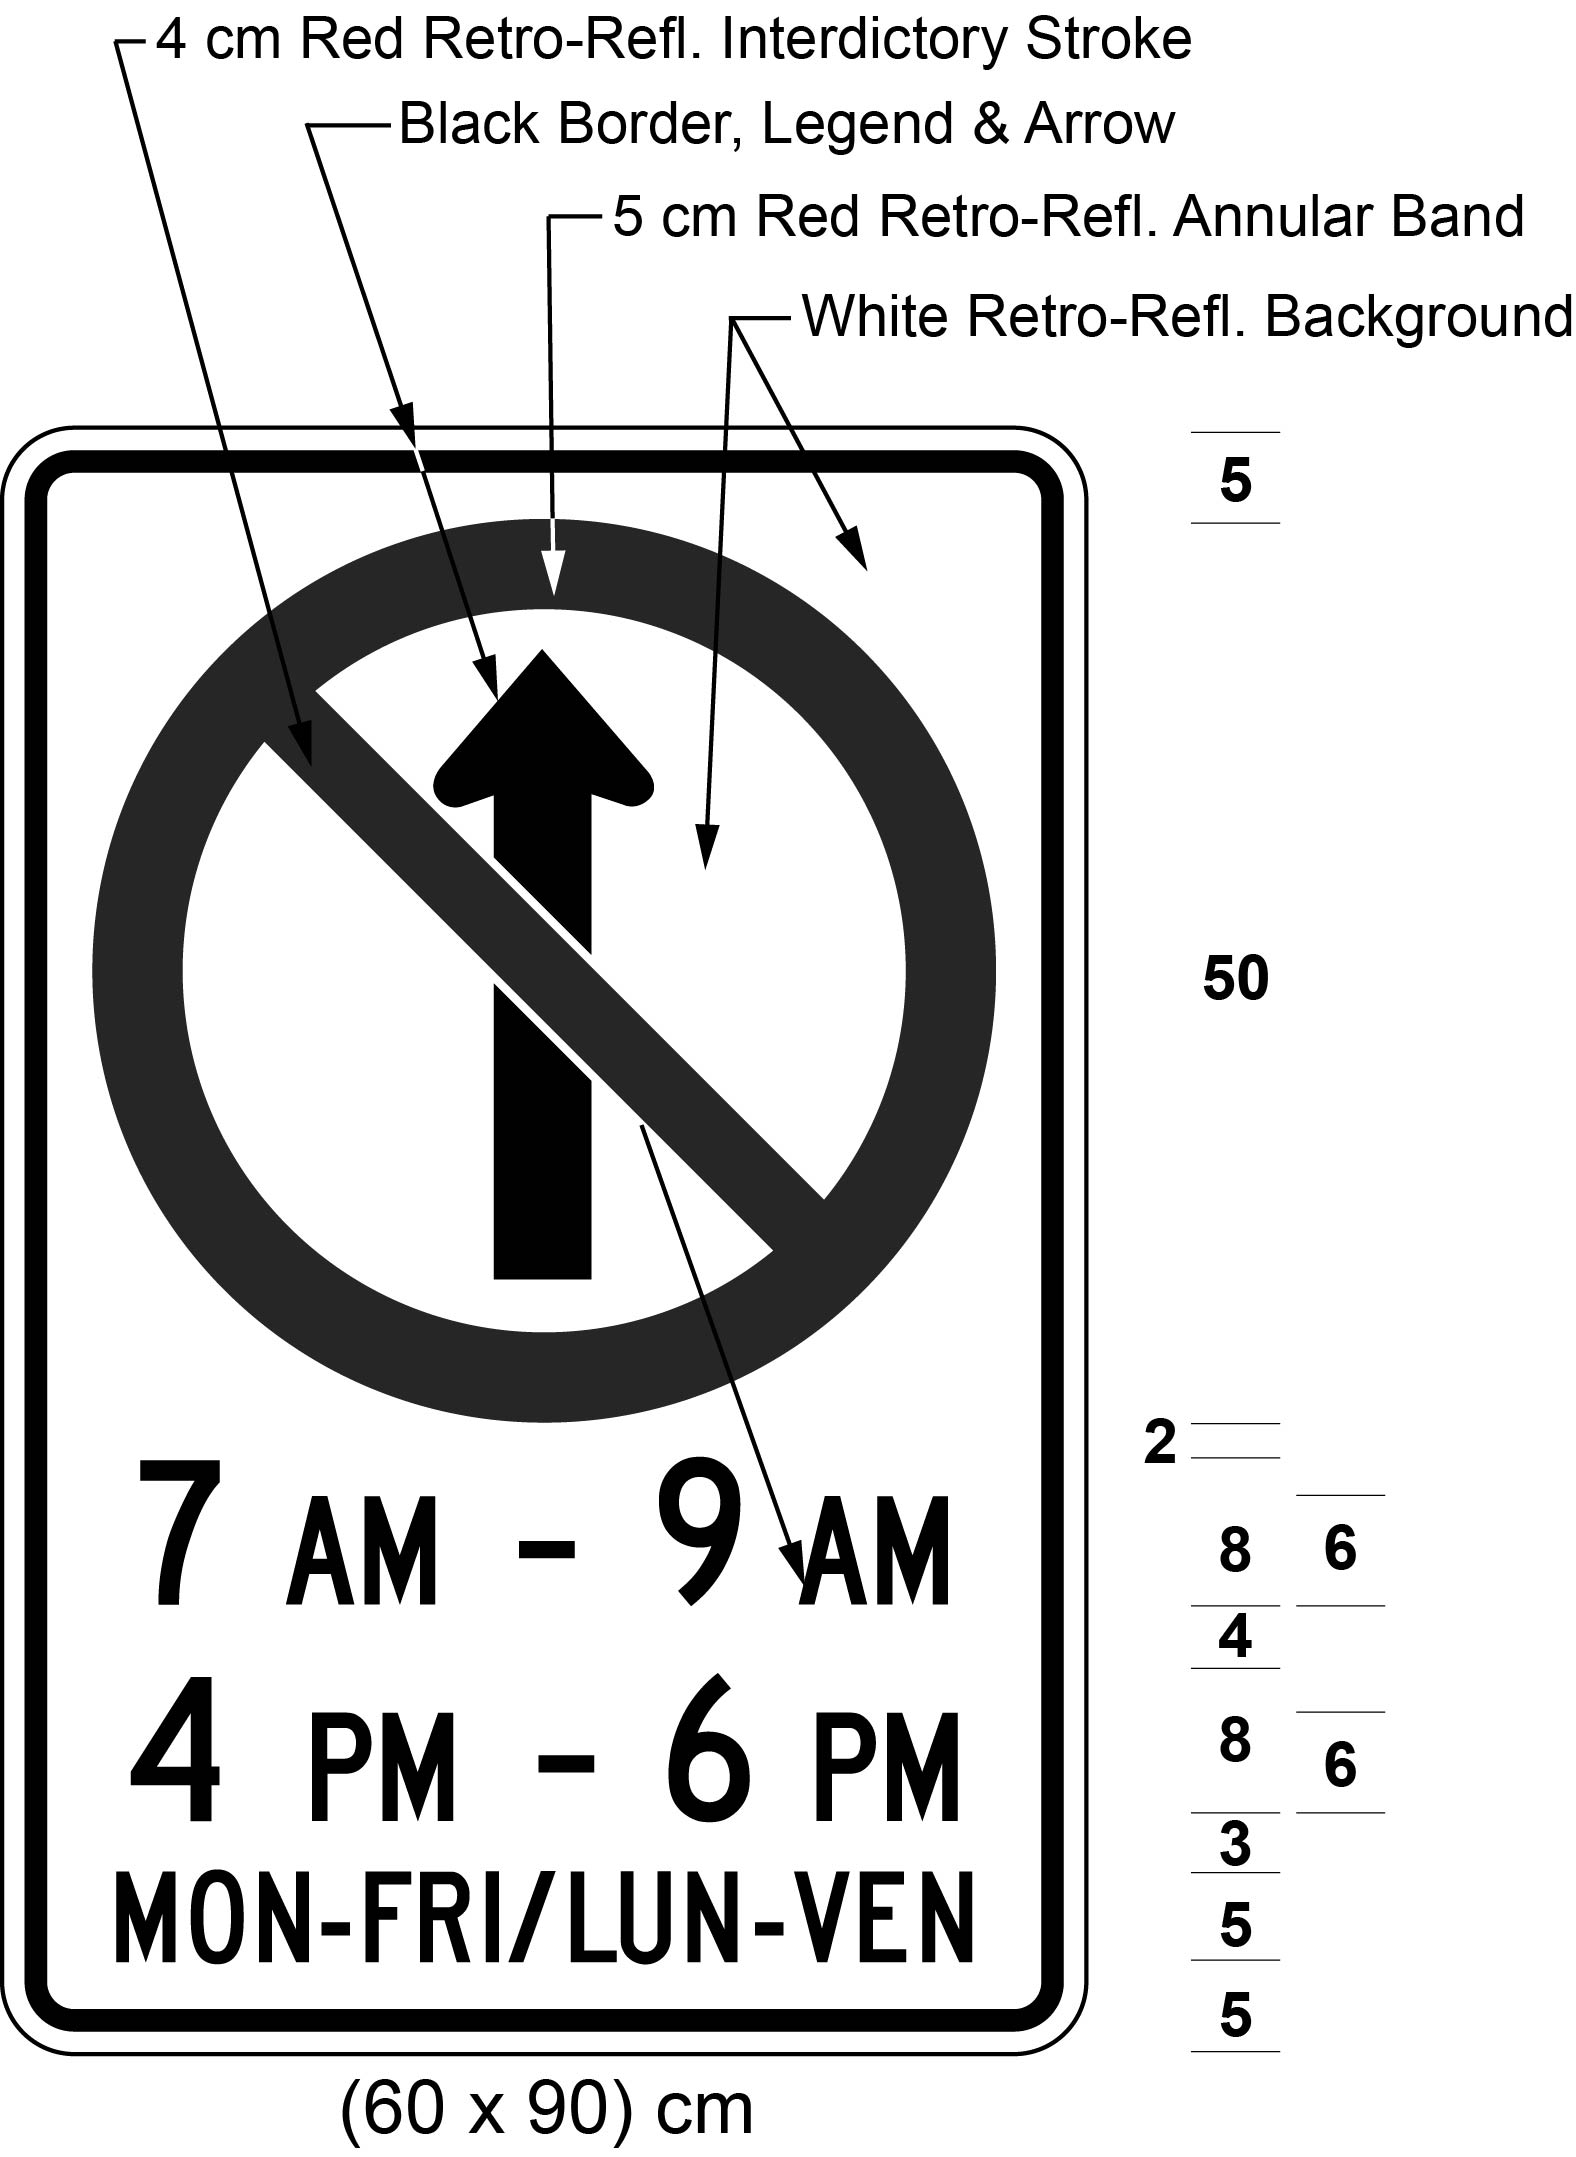 4 cm Red Retro-Refl. Interdictory Stroke
Black Border, Legend & Arrow
5 cm Red Retro-Refl. Annular Band
White Retro-Refl. Background
5
50
2
7 AM - 9 AM
8 6
4
4 PM - 6 PM
8 6
3
MON-FRI/LUN-VEN
5
5
(60 x 90) cm